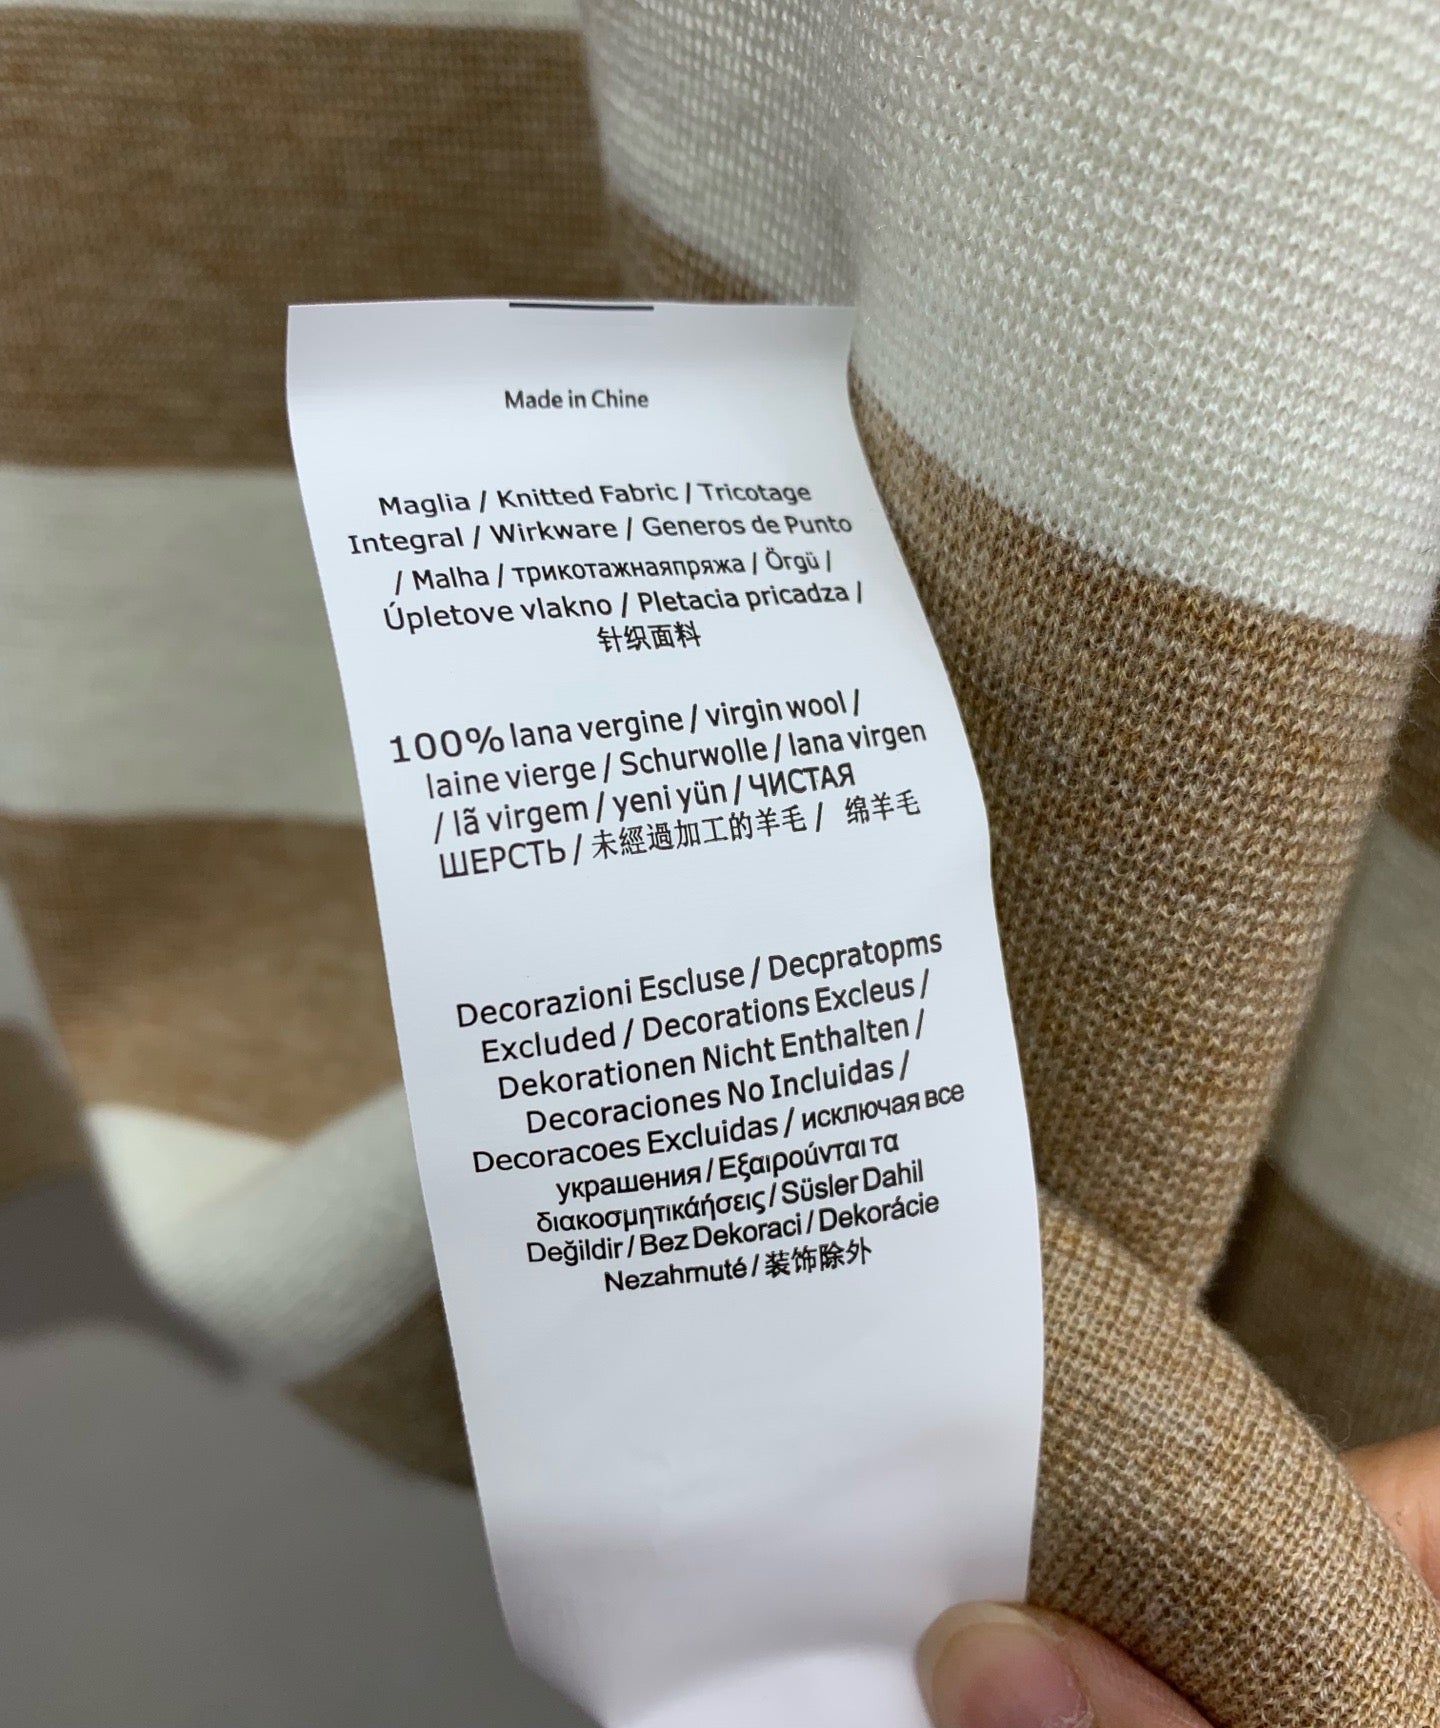 Made in Chine
Maglia / Knitted Fabric / Tricotage
Integral / Wirkware / Generos de Punto
/ Malha / трикотажнаяпряжа / Örgü /
Úpletove vlakno / Pletacia pricadza /
针织面料
100% lana vergine / virgin wool /
laine vierge / Schurwolle / lana virgen
/ lã virgem / yeni yün / ЧИСТАЯ
ШЕРСТЬ / 未經過加工的羊毛 / 绵羊毛
Decorazioni Escluse / Decpratopms
Excluded / Decorations Excleus /
Dekorationen Nicht Enthalten /
Decoraciones No Incluidas /
Decoracoes Excluidas / исключая все
украшения / Εξαιρούνται τα
διακοσμητικάήσεις / Süsler Dahil
Değildir / Bez Dekoraci / Dekorácie
Nezahmuté / 装饰除外